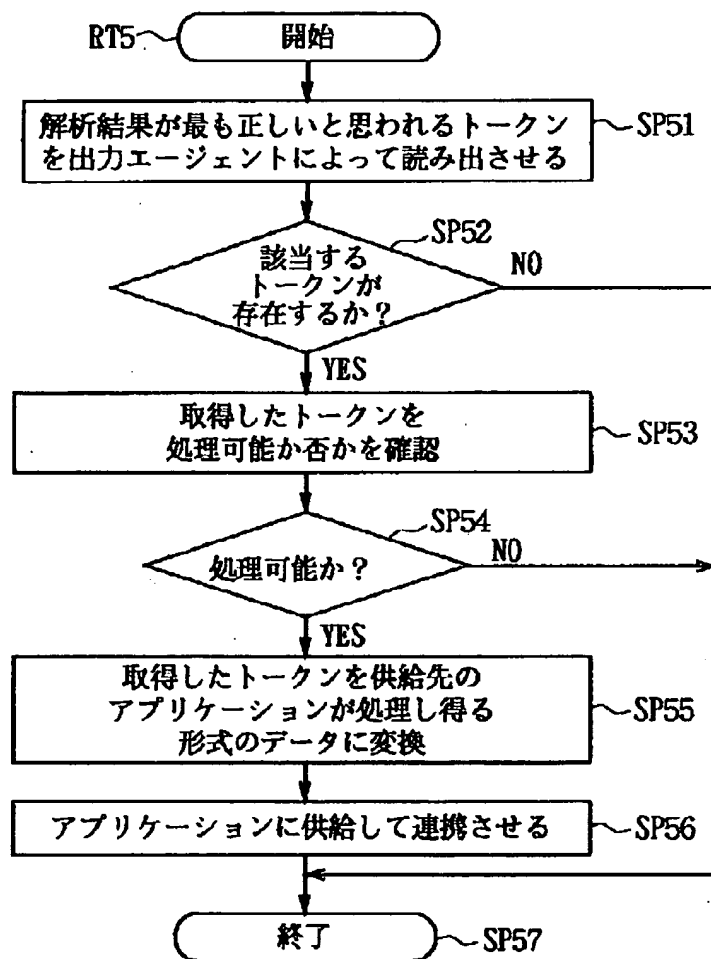 RT5
開始
解析結果が最も正しいと思われるトークン
を出力エージェントによって読み出させる
SP51
SP52
該当する
トークンが
存在するか？
NO
YES
取得したトークンを
処理可能か否かを確認
SP53
SP54
処理可能か？
NO
YES
取得したトークンを供給先の
アプリケーションが処理し得る
形式のデータに変換
SP55
アプリケーションに供給して連携させる
SP56
終了
SP57